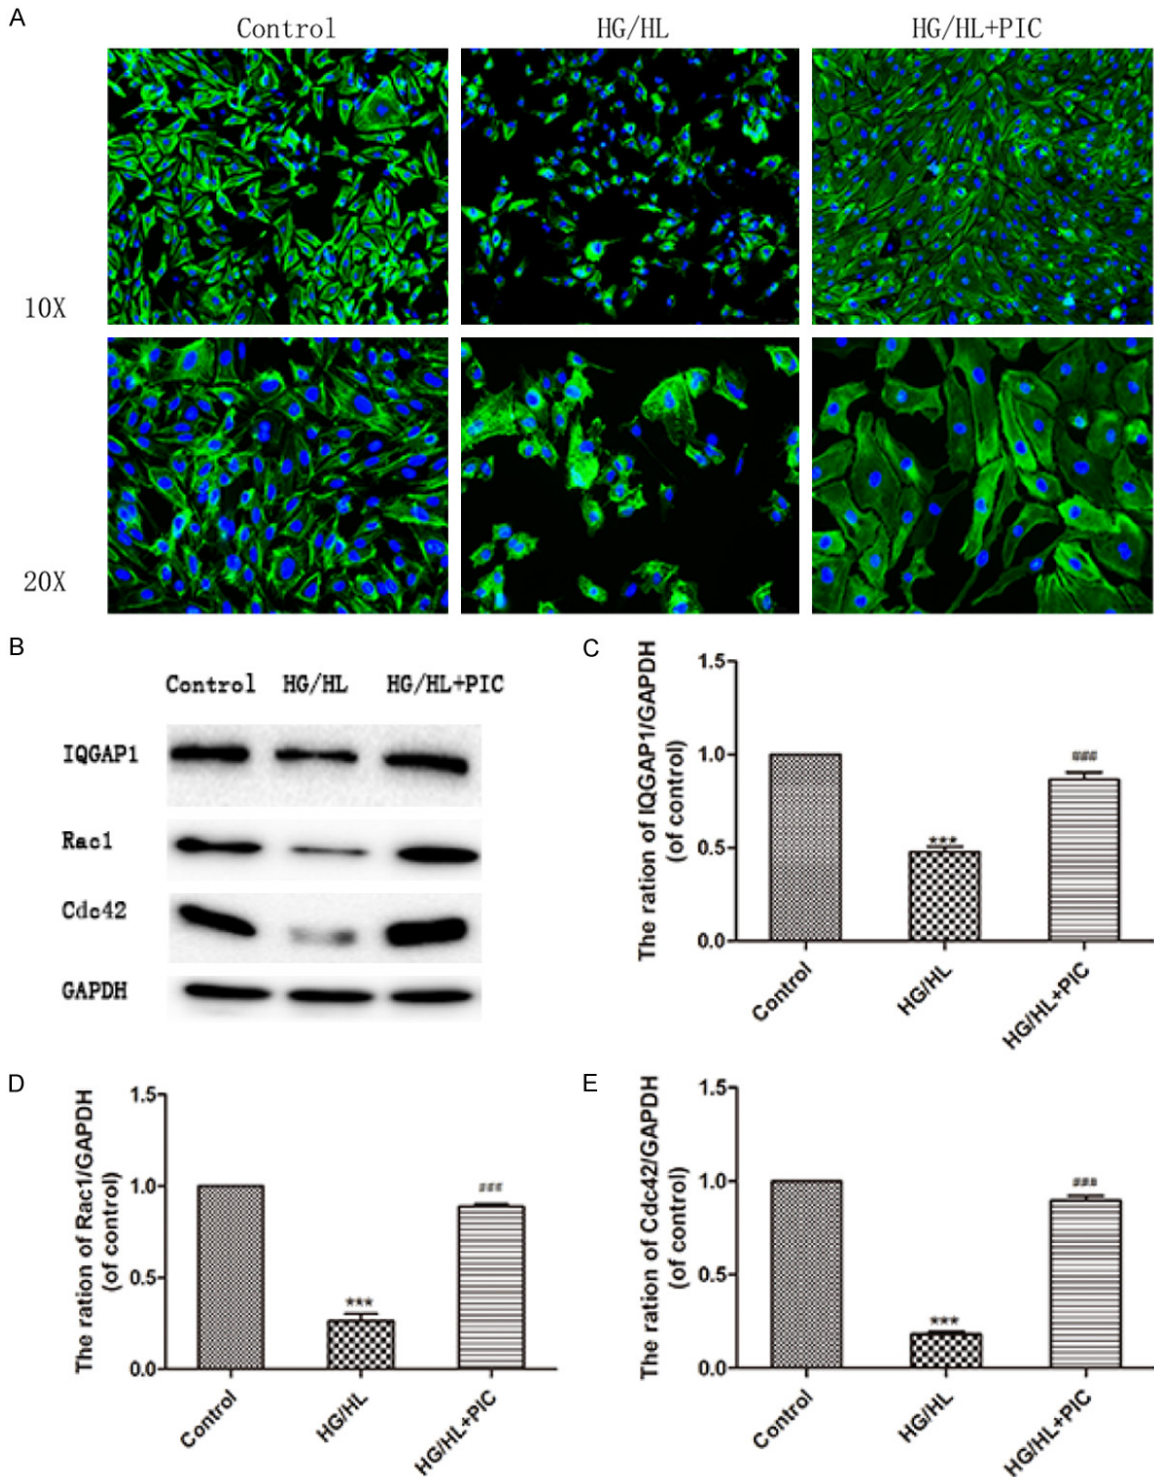 A
Control HG/HL HG/HL+PIC
10X
20X
B
Control HG/HL HG/HL+PIC
IQGAP1
Rac1
Cdc42
GAPDH
C
The ration of IQGAP1/GAPDH
(of control)
1.5
1.0
0.5
0.0
***
###
Control
HG/HL
HG/HL+PIC
D
The ration of Rac1/GAPDH
(of control)
1.5
1.0
0.5
0.0
***
###
Control
HG/HL
HG/HL+PIC
E
The ration of Cdc42/GAPDH
(of control)
1.5
1.0
0.5
0.0
***
###
Control
HG/HL
HG/HL+PIC